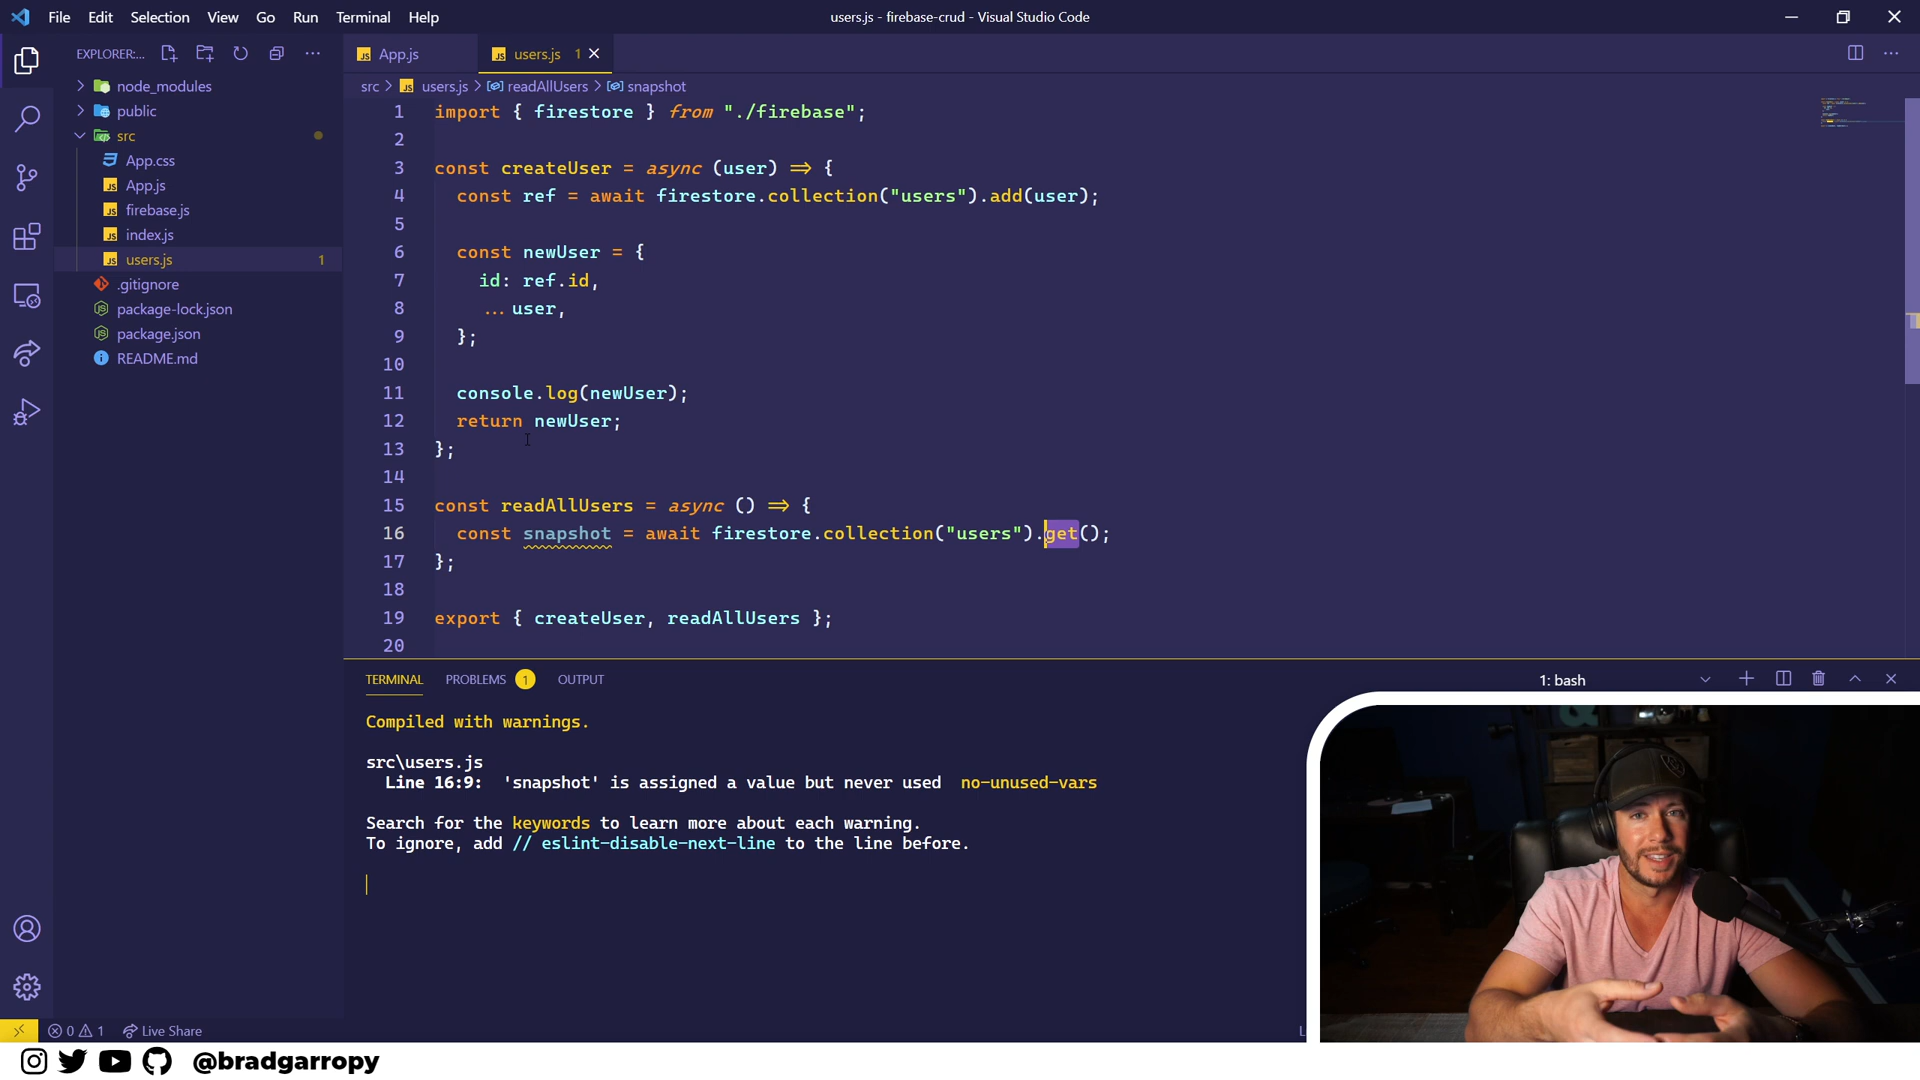 File Edit Selection View Go Run Terminal Help
users.js - firebase-crud - Visual Studio Code
EXPLORER:...
App.js
users.js 1
node_modules
public
src
App.css
App.js
firebase.js
index.js
users.js 1
.gitignore
package-lock.json
package.json
README.md
src > users.js > readAllUsers > snapshot
1 import { firestore } from "./firebase";
2
3 const createUser = async (user) => {
4 const ref = await firestore.collection("users").add(user);
5
6 const newUser = {
7 id: ref.id,
8 ...user,
9 };
10
11 console.log(newUser);
12 return newUser;
13 };
14
15 const readAllUsers = async () => {
16 const snapshot = await firestore.collection("users").get();
17 };
18
19 export { createUser, readAllUsers };
20
TERMINAL PROBLEMS 1 OUTPUT
1: bash
Compiled with warnings.
src\users.js
Line 16:9: 'snapshot' is assigned a value but never used no-unused-vars
Search for the keywords to learn more about each warning.
To ignore, add // eslint-disable-next-line to the line before.
0 1 Live Share
@bradgarropy